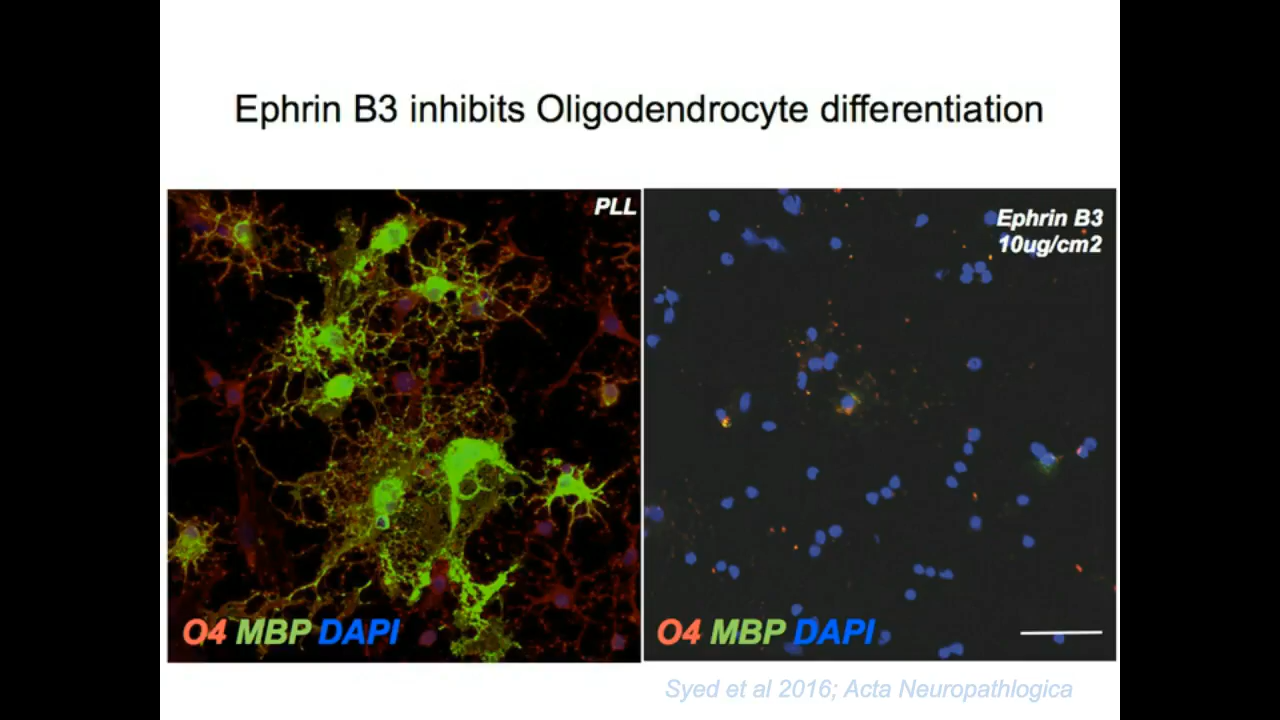 Ephrin B3 inhibits Oligodendrocyte differentiation
PLL
Ephrin B3
10ug/cm2
O4 MBP DAPI
O4 MBP DAPI
Syed et al 2016; Acta Neuropathlogica